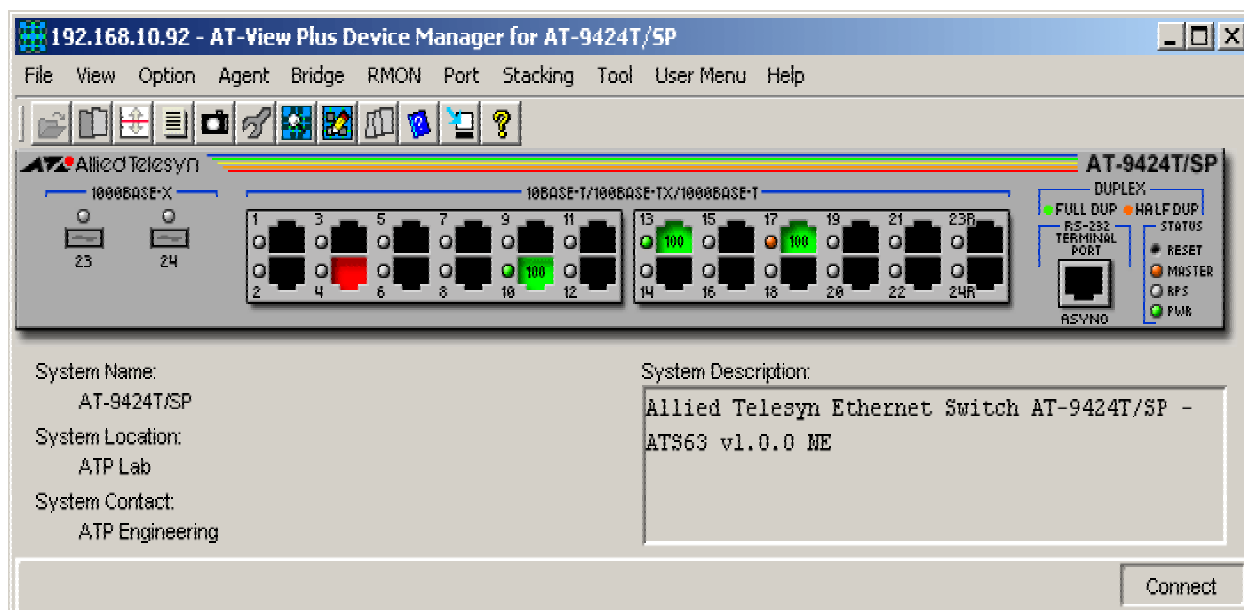 192.168.10.92 - AT-View Plus Device Manager for AT-9424T/SP
File View Option Agent Bridge RMON Port Stacking Tool User Menu Help
Allied Telesyn AT-9424T/SP
1000BASE-X 10BASE-T/100BASE-TX/1000BASE-T DUPLEX
FULL DUP HALF DUP
1 3 5 7 9 11 13 15 17 19 21 23R RS-232 STATUS
TERMINAL
PORT RESET
100 100
23 24 100 MASTER
RPS
2 4 6 8 10 12 14 16 18 20 22 24R
ASYNC PWR
System Name: System Description:
AT-9424T/SP Allied Telesyn Ethernet Switch AT-9424T/SP -
System Location: ATS63 v1.0.0 NE
ATP Lab
System Contact:
ATP Engineering
Connect